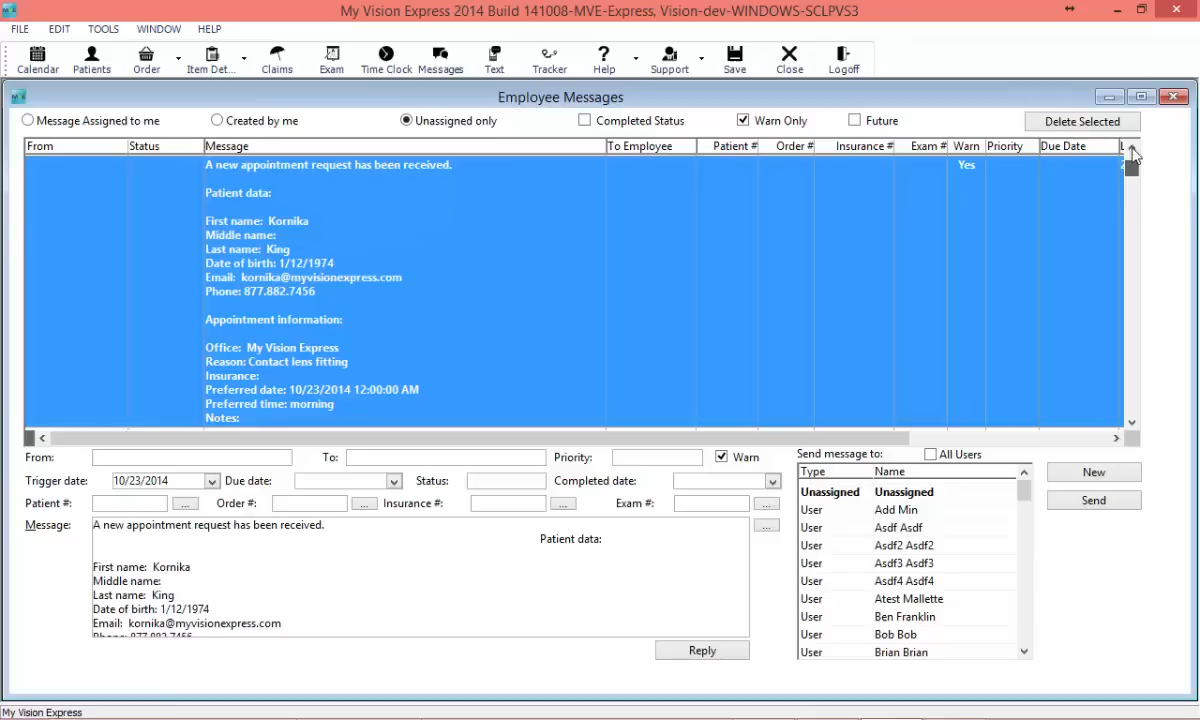 My Vision Express 2014 Build 141008-MVE-Express, Vision-dev-WINDOWS-SCLPVS3
FILE EDIT TOOLS WINDOW HELP
Calendar Patients Order Item Det... Claims Exam Time Clock Messages Text Tracker Help Support Save Close Logoff
Employee Messages
Message Assigned to me Created by me Unassigned only Completed Status Warn Only Future Delete Selected
From Status Message To Employee Patient # Order # Insurance # Exam # Warn Priority Due Date
A new appointment request has been received. Yes
Patient data:
First name: Kornika
Middle name:
Last name: King
Date of birth: 1/12/1974
Email: kornika@myvisionexpress.com
Phone: 877.882.7456
Appointment information:
Office: My Vision Express
Reason: Contact lens fitting
Insurance:
Preferred date: 10/23/2014 12:00:00 AM
Preferred time: morning
Notes:
From: To: Priority: Warn
Trigger date: 10/23/2014 Due date: Status: Completed date:
Patient #: ... Order #: ... Insurance #: ... Exam #: ...
Message: A new appointment request has been received. ...
Patient data:
First name: Kornika
Middle name:
Last name: King
Date of birth: 1/12/1974
Email: kornika@myvisionexpress.com
Phone: 877.882.7456
Reply
Send message to: All Users
Type Name
Unassigned Unassigned
User Add Min
User Asdf Asdf
User Asdf2 Asdf2
User Asdf3 Asdf3
User Asdf4 Asdf4
User Atest Mallette
User Ben Franklin
User Bob Bob
User Brian Brian
New
Send
My Vision Express